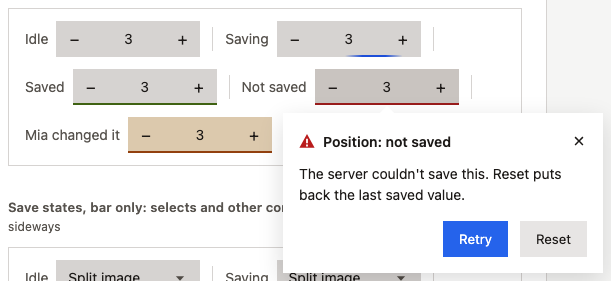 Idle − 3 + Saving − 3 +
Saved − 3 + Not saved − 3 +
Mia changed it − 3 +
Position: not saved ✕
The server couldn't save this. Reset puts
back the last saved value.
Retry Reset
Save states, bar only: selects and other
sideways
Idle Split image Saving Split image